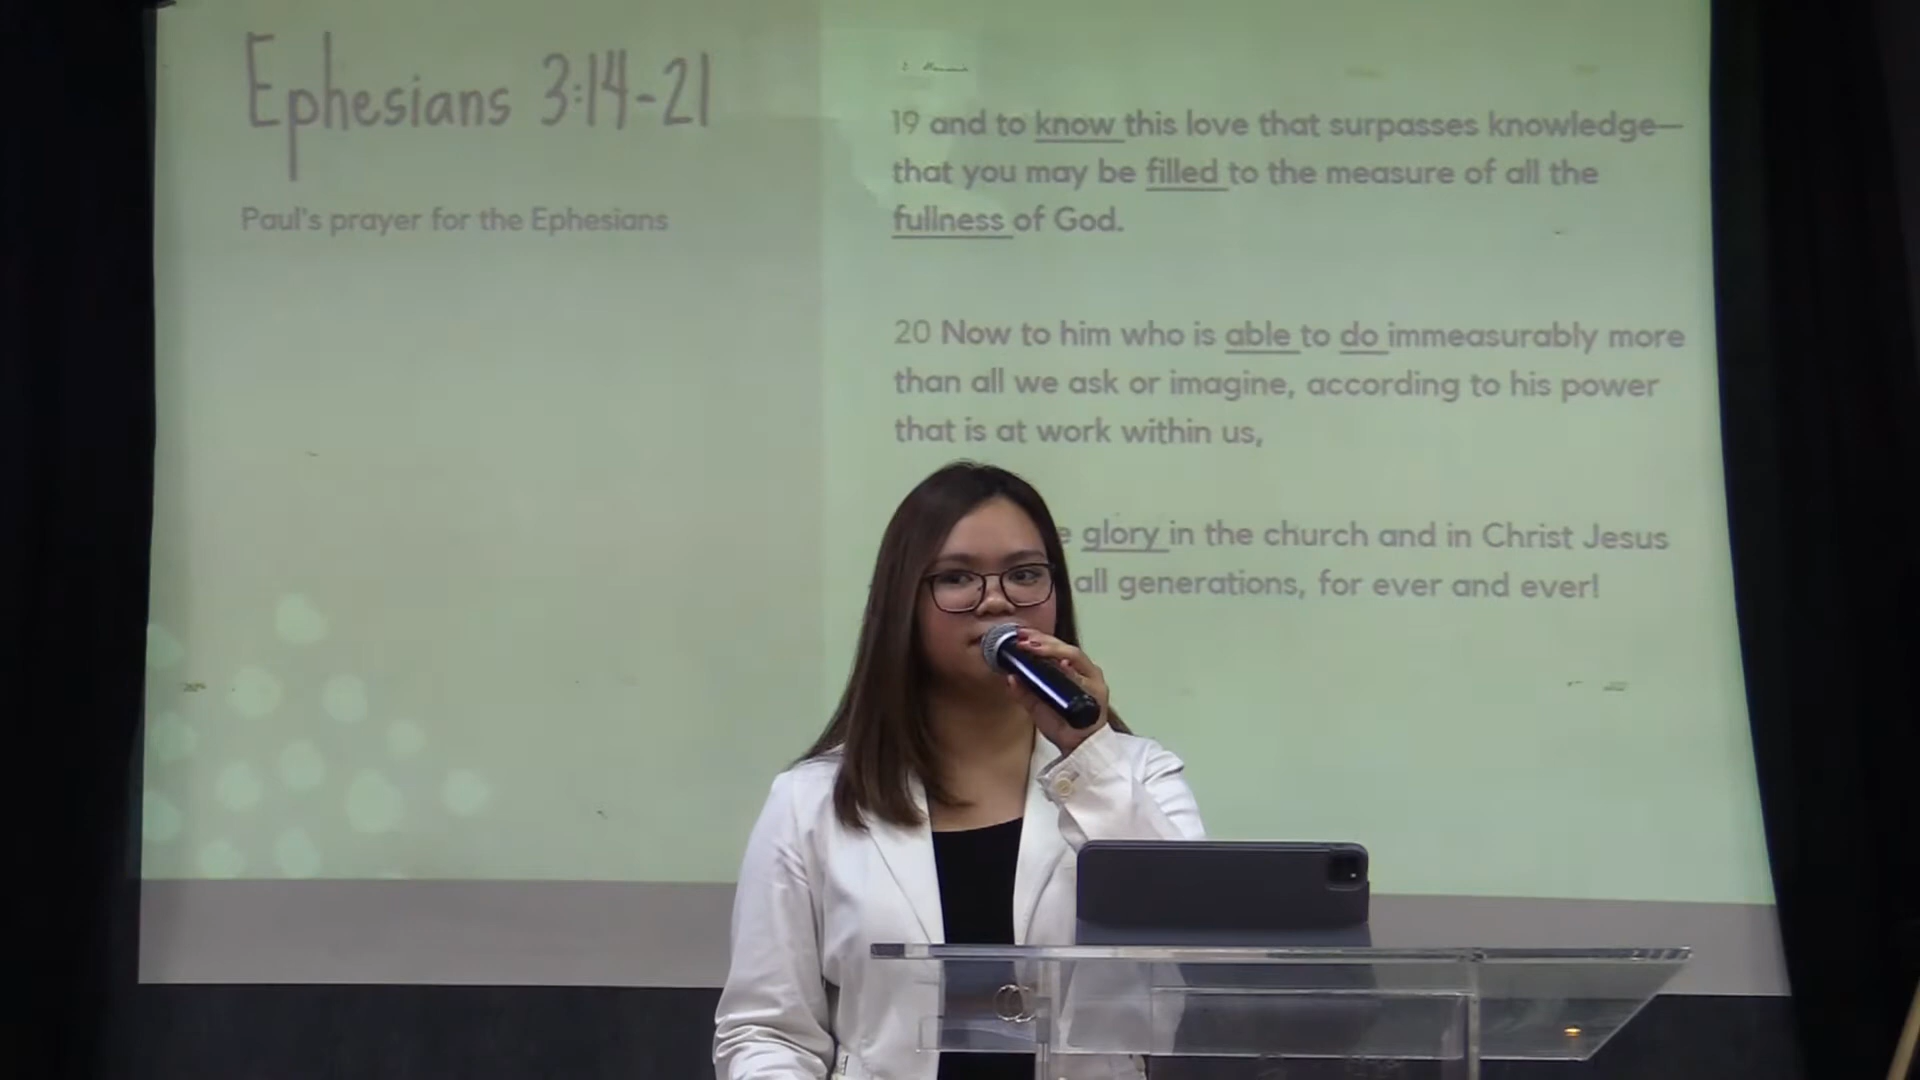 Ephesians 3:14-21
Paul's prayer for the Ephesians
19 and to know this love that surpasses knowledge—
that you may be filled to the measure of all the
fullness of God.
20 Now to him who is able to do immeasurably more
than all we ask or imagine, according to his power
that is at work within us,
glory in the church and in Christ Jesus
all generations, for ever and ever!